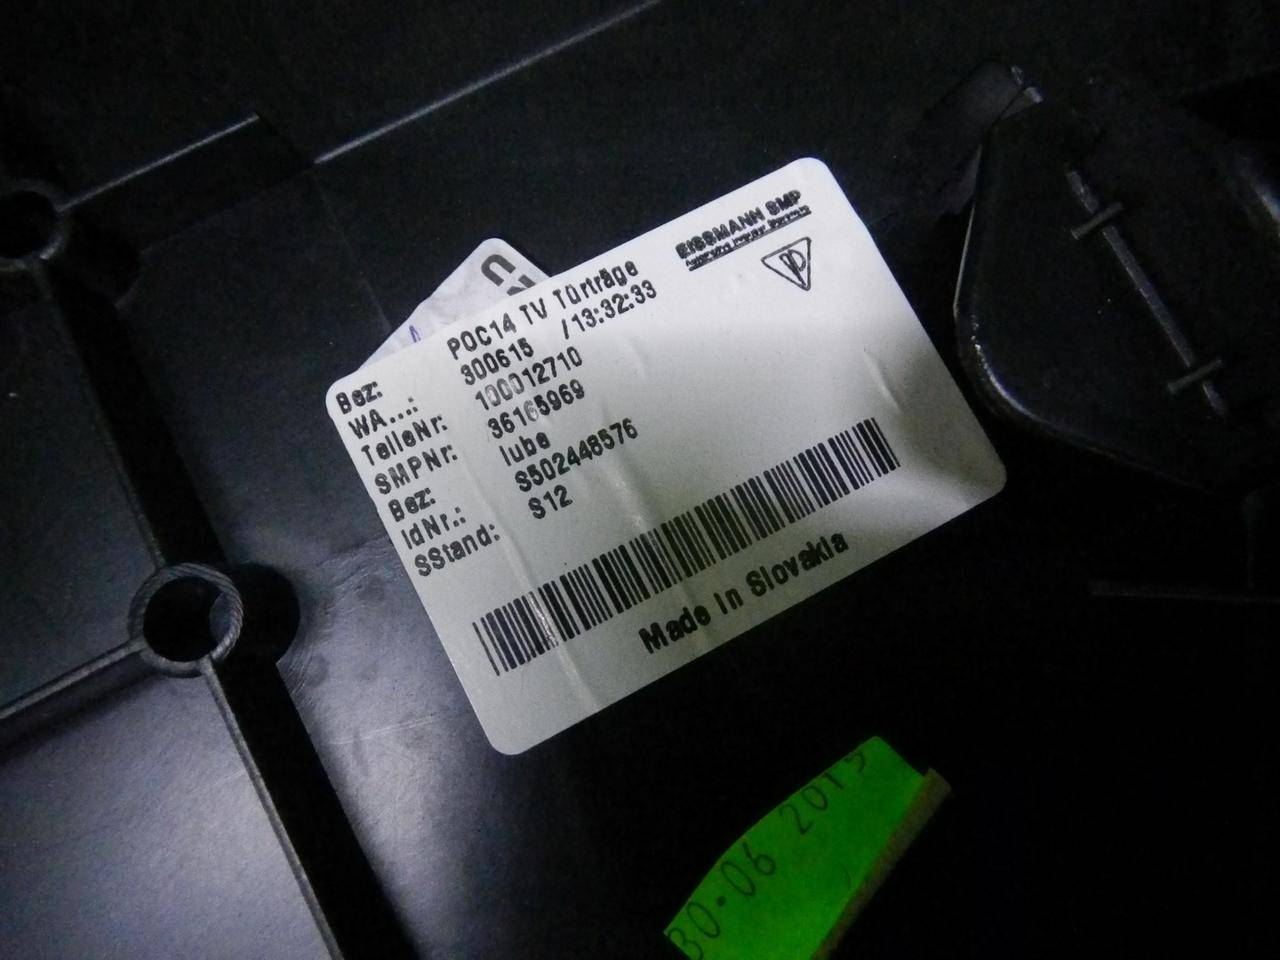 EISSMANN SMP
Bez: POC14 TV Türträge
WA...: 300615 /13:32:33
TeileNr: 100012710
SMPNr: 36165969
Bez: lube
IdNr.: S502448576
SStand: S12
Made in Slovakia
30.06 2015